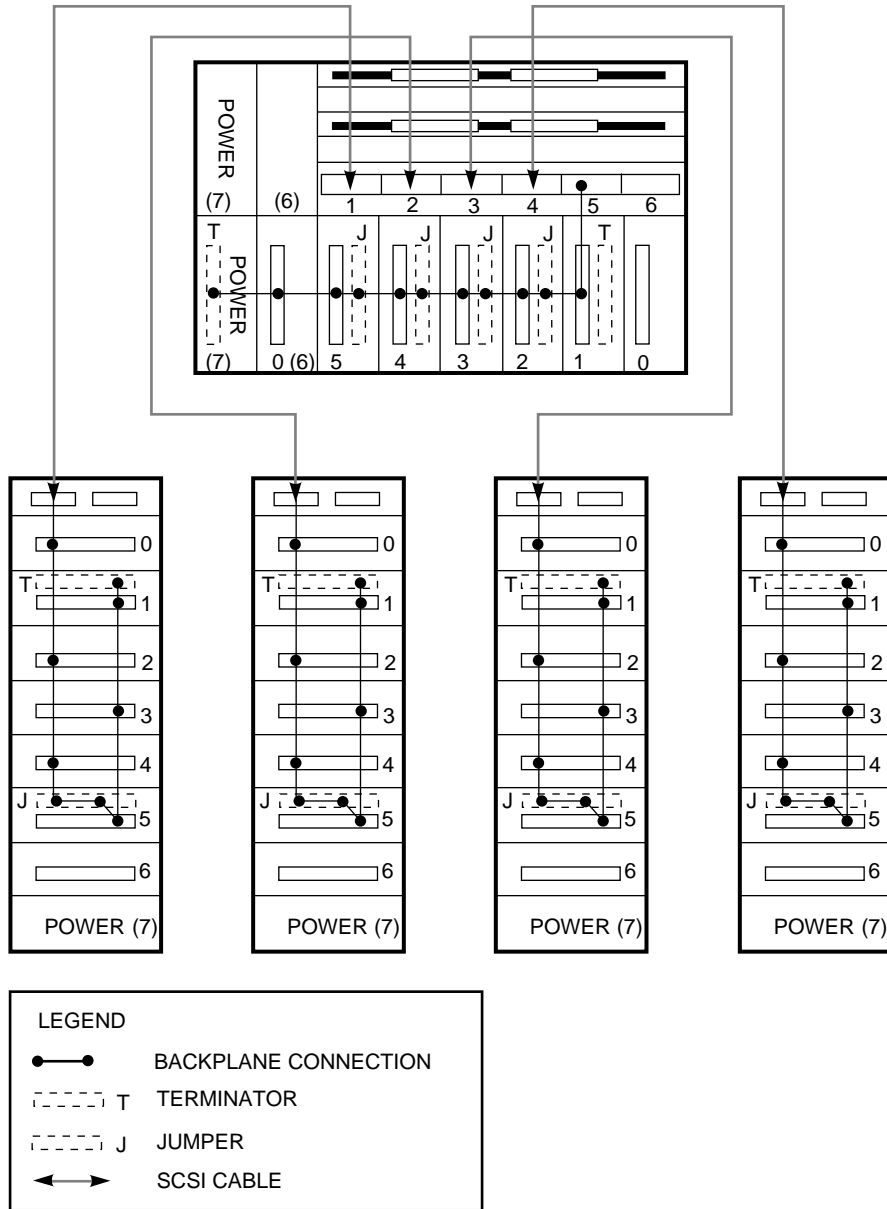 POWER
(7) (6) 1 2 3 4 5 6
T J J J J T
POWER
(7) 0 (6) 5 4 3 2 1 0
0 0 0 0
T T T T
1 1 1 1
2 2 2 2
3 3 3 3
4 4 4 4
J J J J
5 5 5 5
6 6 6 6
POWER (7) POWER (7) POWER (7) POWER (7)
LEGEND
BACKPLANE CONNECTION
T TERMINATOR
J JUMPER
SCSI CABLE